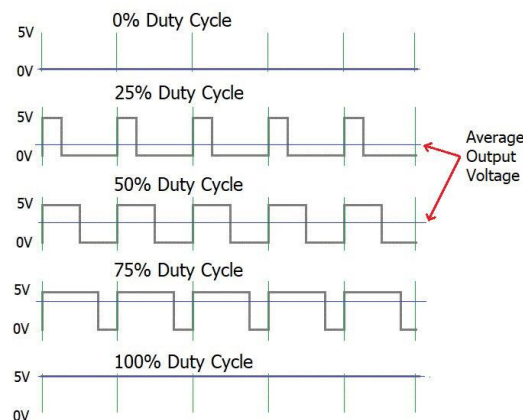 0% Duty Cycle
5V
0V
25% Duty Cycle
5V
0V
Average
Output
Voltage
50% Duty Cycle
5V
0V
75% Duty Cycle
5V
0V
100% Duty Cycle
5V
0V